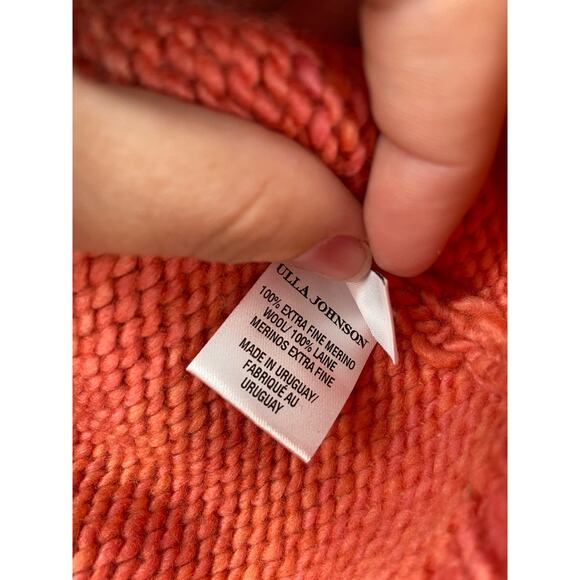 ULLA JOHNSON
100% EXTRA FINE MERINO
WOOL/ 100% LAINE
MERINOS EXTRA FINE
MADE IN URUGUAY/
FABRIQUÉ AU
URUGUAY